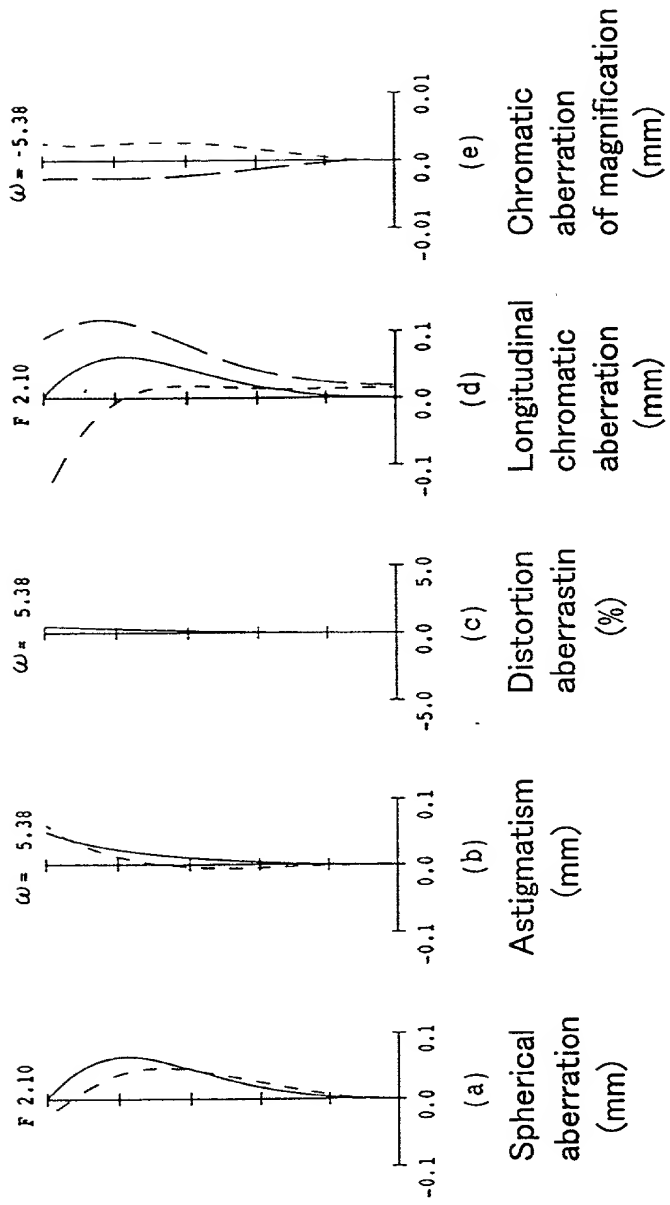 F 2.10
-0.1 0.0 0.1
(a)
Spherical
aberration
(mm)
ω= 5.38
-0.1 0.0 0.1
(b)
Astigmatism
(mm)
ω= 5.38
-5.0 0.0 5.0
(c)
Distortion
aberrastin
(%)
F 2.10
-0.1 0.0 0.1
(d)
Longitudinal
chromatic
aberration
(mm)
ω= -5.38
-0.01 0.0 0.01
(e)
Chromatic
aberration
of magnification
(mm)